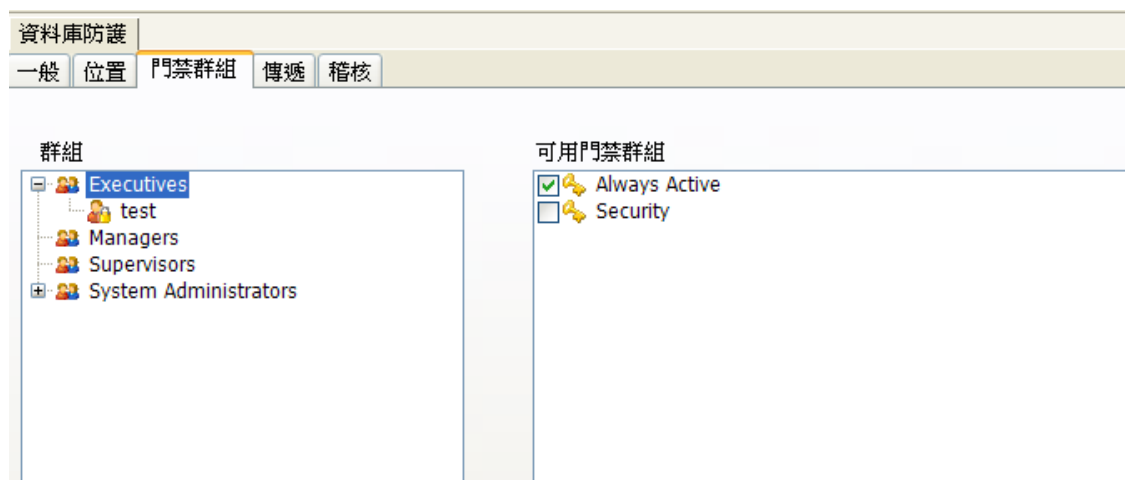 資料庫防護
一般 位置 門禁群組 傳遞 稽核
群組 可用門禁群組
Executives Always Active
test Security
Managers
Supervisors
System Administrators